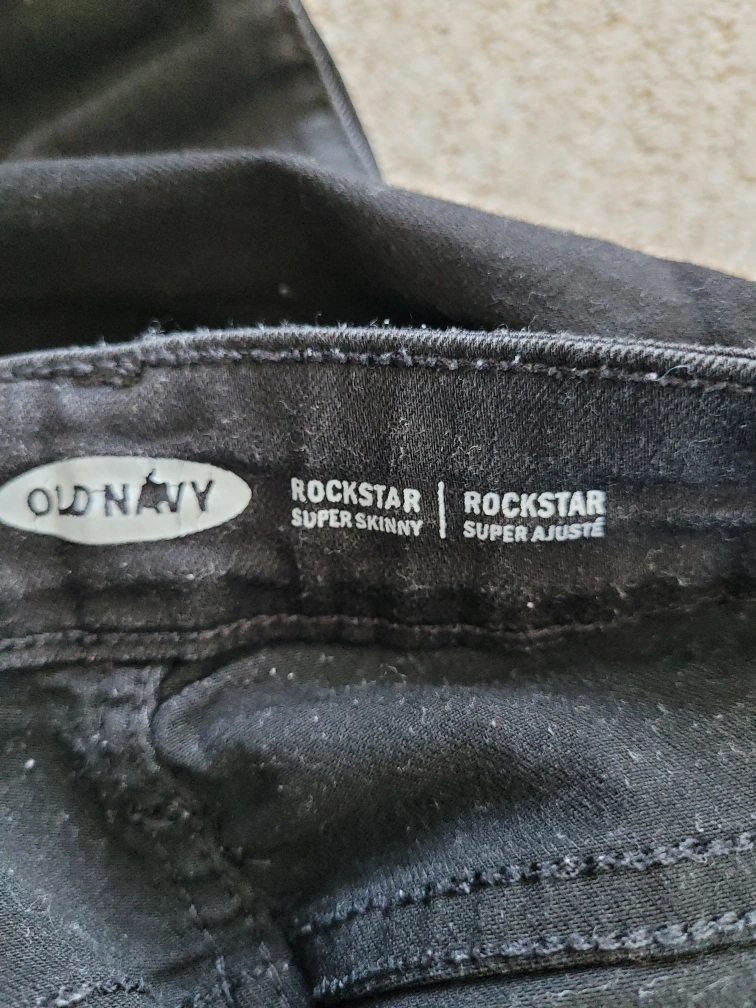 OLD NAVY
ROCKSTAR
SUPER SKINNY
ROCKSTAR
SUPER AJUSTÉ